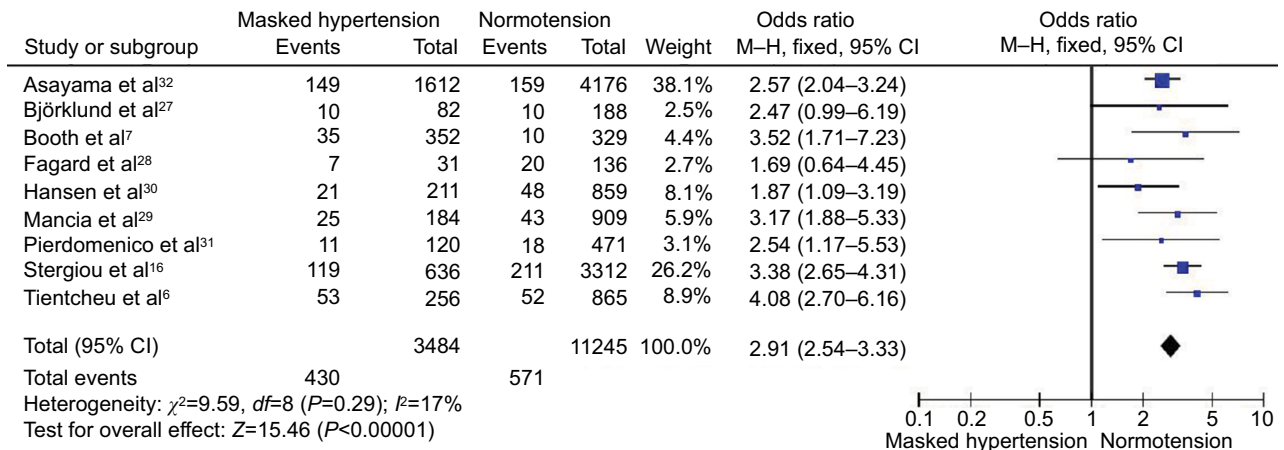 Masked hypertension Normotension Odds ratio Odds ratio
Study or subgroup Events Total Events Total Weight M–H, fixed, 95% CI M–H, fixed, 95% CI
Asayama et al³² 149 1612 159 4176 38.1% 2.57 (2.04–3.24)
Björklund et al²⁷ 10 82 10 188 2.5% 2.47 (0.99–6.19)
Booth et al⁷ 35 352 10 329 4.4% 3.52 (1.71–7.23)
Fagard et al²⁸ 7 31 20 136 2.7% 1.69 (0.64–4.45)
Hansen et al³⁰ 21 211 48 859 8.1% 1.87 (1.09–3.19)
Mancia et al²⁹ 25 184 43 909 5.9% 3.17 (1.88–5.33)
Pierdomenico et al³¹ 11 120 18 471 3.1% 2.54 (1.17–5.53)
Stergiou et al¹⁶ 119 636 211 3312 26.2% 3.38 (2.65–4.31)
Tientcheu et al⁶ 53 256 52 865 8.9% 4.08 (2.70–6.16)
Total (95% CI) 3484 11245 100.0% 2.91 (2.54–3.33)
Total events 430 571
Heterogeneity: χ²=9.59, df=8 (P=0.29); I²=17%
Test for overall effect: Z=15.46 (P<0.00001)
0.1 0.2 0.5 1 2 5 10
Masked hypertension Normotension